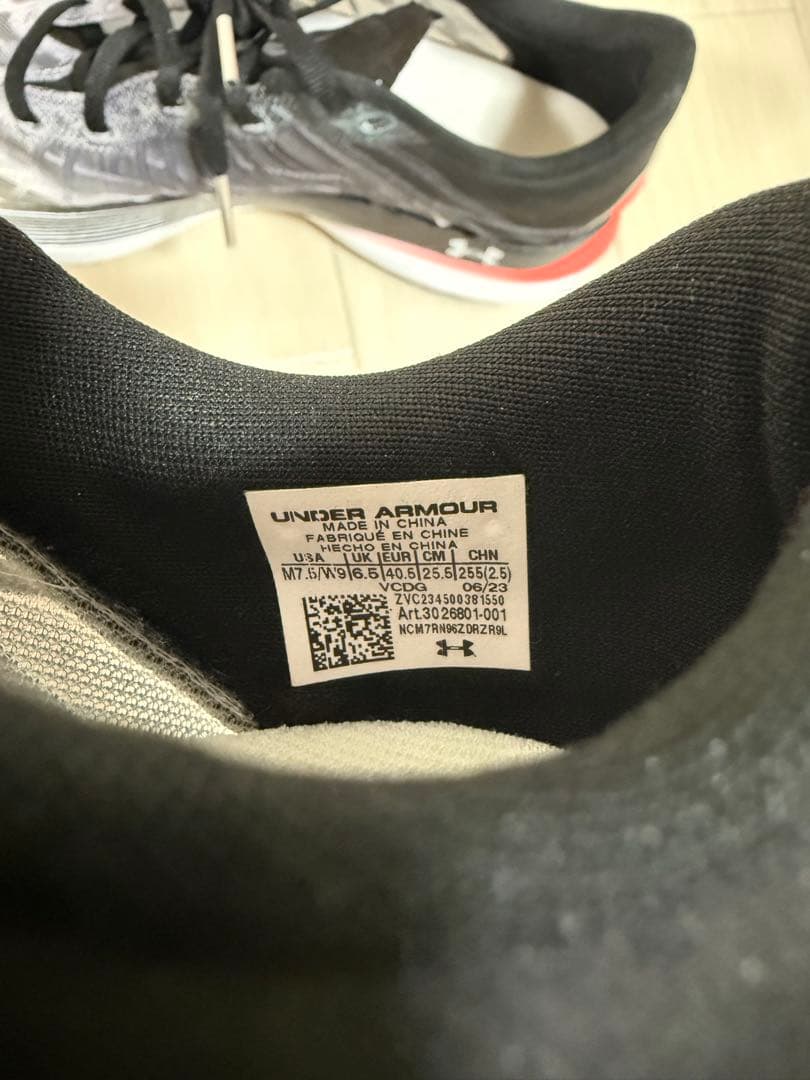 UNDER ARMOUR
MADE IN CHINA
FABRIQUÉ EN CHINE
HECHO EN CHINA
USA UK EUR CM CHN
M7.5/W9 6.5 40.5 25.5 255(2.5)
VCDG 06/23
ZVC234500381550
Art.3026801-001
NCM7RN96Z0RZR9L